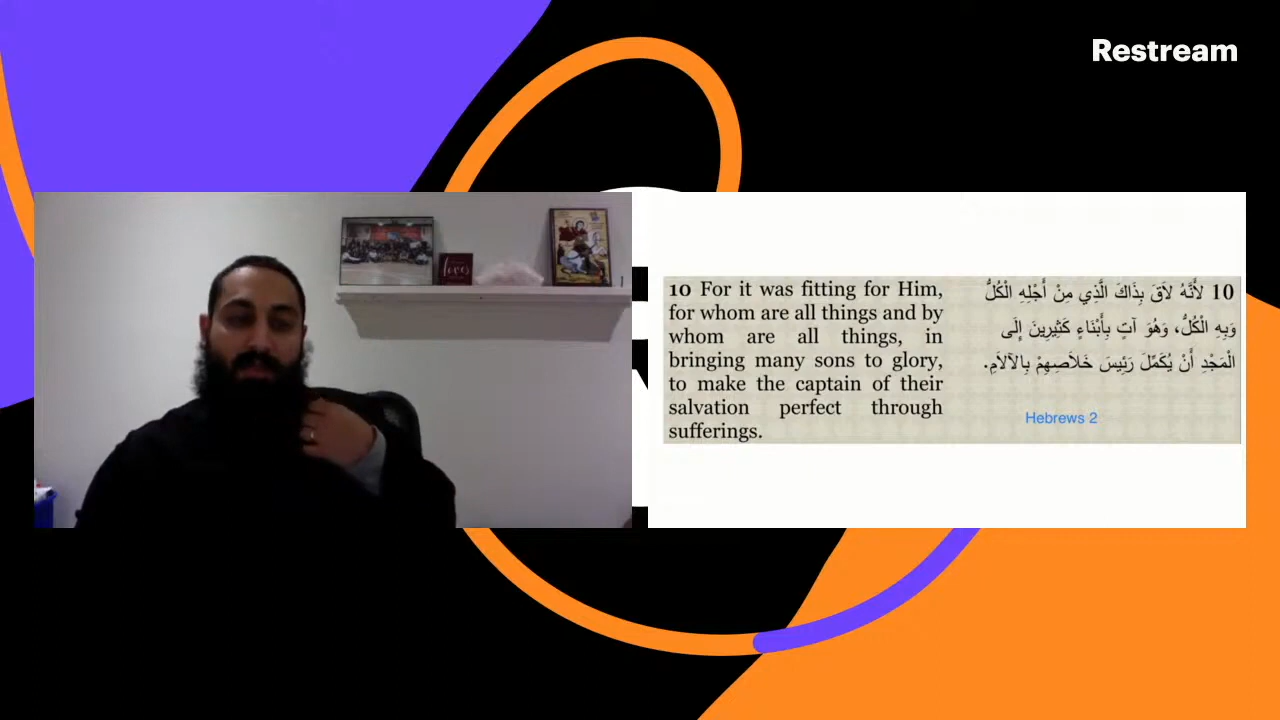 Restream
loves
10 For it was fitting for Him,
for whom are all things and by
whom are all things, in
bringing many sons to glory,
to make the captain of their
salvation perfect through
sufferings.
10 لأَنَّهُ لاَقَ بِذَاكَ الَّذِي مِنْ أَجْلِهِ الْكُلُّ
وَبِهِ الْكُلُّ، وَهُوَ آتٍ بِأَبْنَاءٍ كَثِيرِينَ إِلَى
الْمَجْدِ أَنْ يُكَمِّلَ رَئِيسَ خَلاَصِهِمْ بِالآلاَمِ.
Hebrews 2